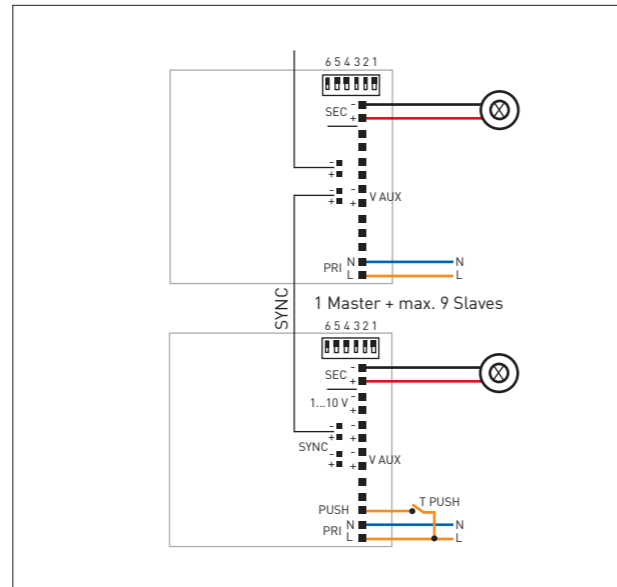 6 5 4 3 2 1
-
SEC
+
-
+
-
-
+
+
V AUX
N
N
PRI
L
L
SYNC
1 Master + max. 9 Slaves
6 5 4 3 2 1
-
SEC
+
-
1...10 V
+
-
-
+
+
SYNC
-
-
+
+
V AUX
T PUSH
PUSH
N
N
PRI
L
L